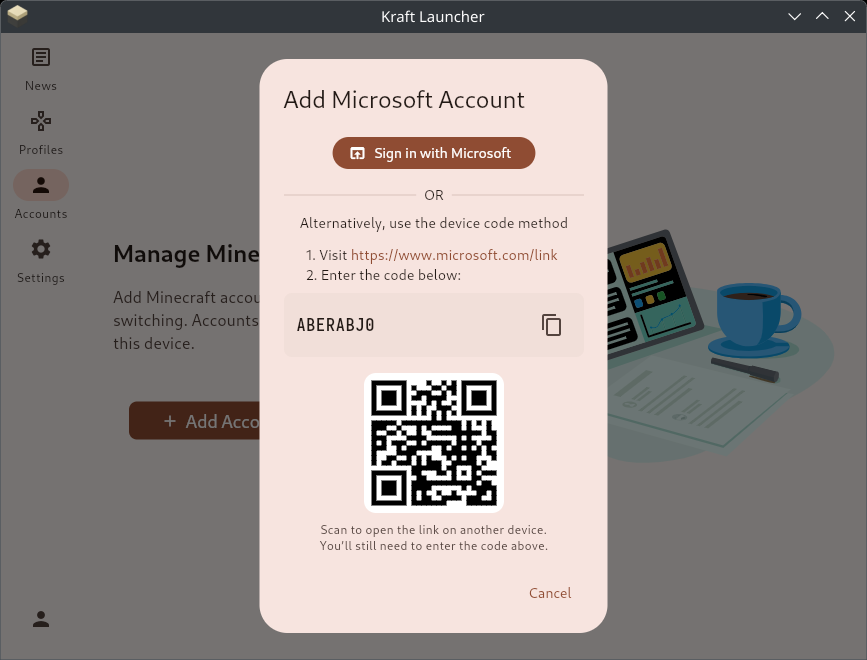 Kraft Launcher
News
Profiles
Accounts
Settings
Manage Mine
Add Minecraft accou
switching. Accounts
this device.
+ Add Acco
Add Microsoft Account
Sign in with Microsoft
OR
Alternatively, use the device code method
1. Visit https://www.microsoft.com/link
2. Enter the code below:
ABERABJ0
Scan to open the link on another device.
You'll still need to enter the code above.
Cancel